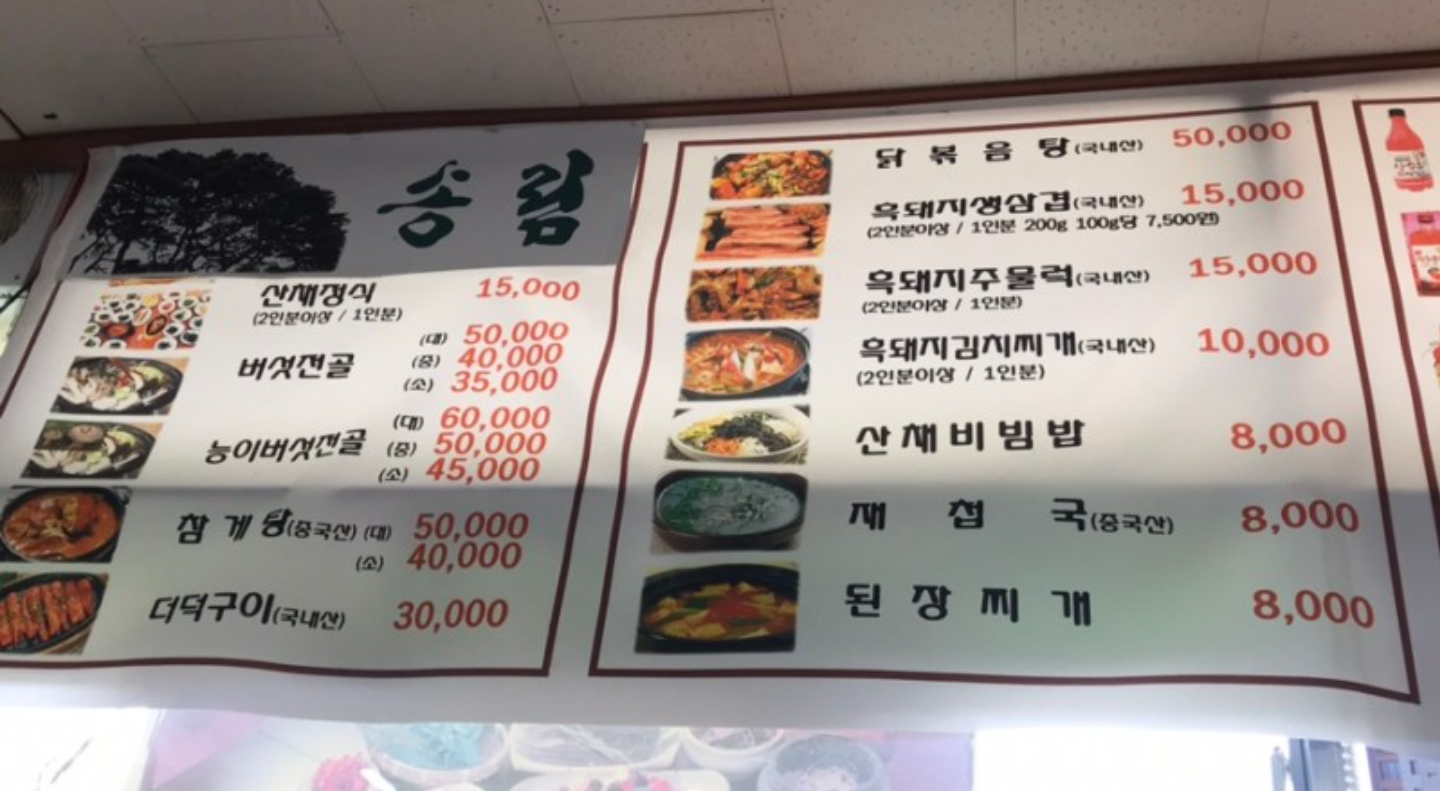 송림
산채정식 15,000
(2인분이상 / 1인분)
버섯전골 (대) 50,000
(중) 40,000
(소) 35,000
능이버섯전골 (대) 60,000
(중) 50,000
(소) 45,000
참게탕(중국산) (대) 50,000
(소) 40,000
더덕구이(국내산) 30,000
닭볶음탕(국내산) 50,000
흑돼지생삼겹(국내산) 15,000
(2인분이상 / 1인분 200g 100g당 7,500원)
흑돼지주물럭(국내산) 15,000
(2인분이상 / 1인분)
흑돼지김치찌개(국내산) 10,000
(2인분이상 / 1인분)
산채비빔밥 8,000
재첩국(중국산) 8,000
된장찌개 8,000